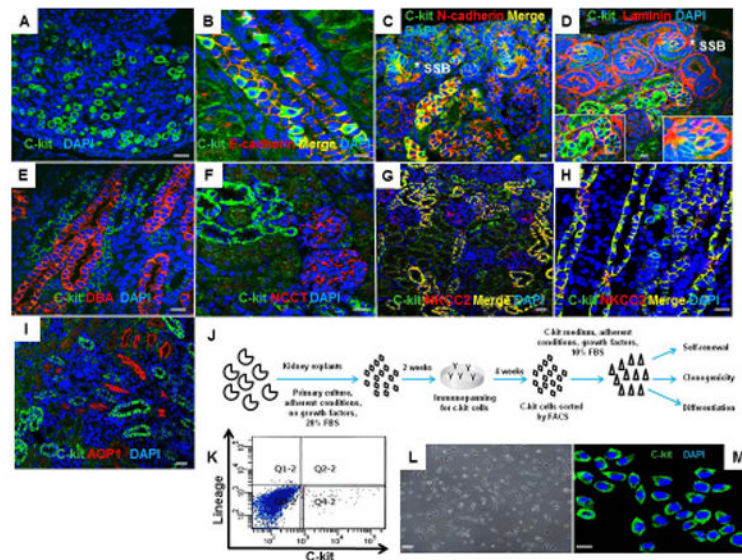 A
C-kit DAPI
B
C-kit E-cadherin Merge DAPI
C
C-kit N-cadherin Merge
DAPI
* SSB
D
C-kit Laminin DAPI
* SSB
E
C-kit DBA DAPI
F
C-kit NCCT DAPI
G
C-kit NKCC2 Merge DAPI
H
C-kit NKCC2 Merge DAPI
I
C-kit AQP1 DAPI
J
Kidney explants
Primary culture,
adherent conditions,
no growth factors,
20% FBS
2 weeks
Immunopanning
for c-kit cells
4 weeks
C-kit medium, adherent
conditions, growth factors,
10% FBS
C-kit cells sorted
by FACS
Self-renewal
Clonogenicity
Differentiation
K
Lineage
Q1-2
Q2-2
Q4-2
C-kit
L
C-kit DAPI
M